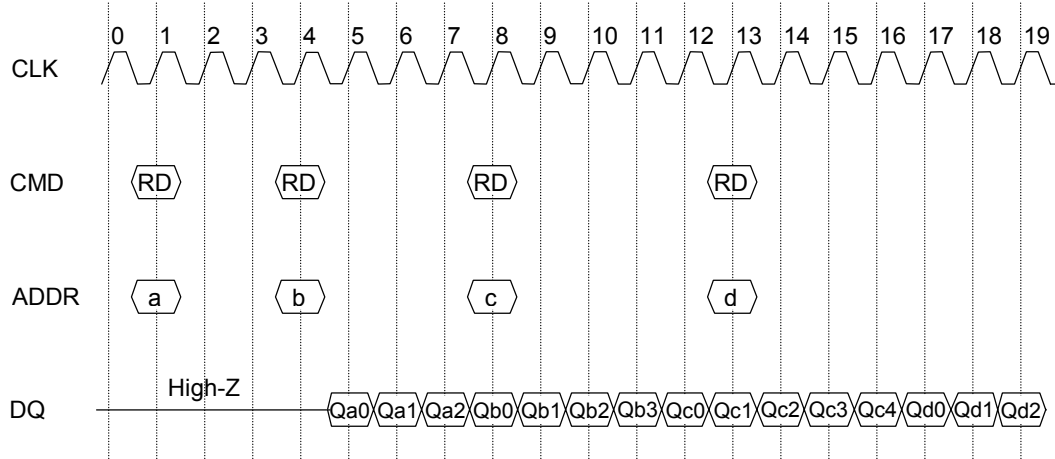 0 1 2 3 4 5 6 7 8 9 10 11 12 13 14 15 16 17 18 19
CLK
CMD RD RD RD RD
ADDR a b c d
High-Z
DQ Qa0 Qa1 Qa2 Qb0 Qb1 Qb2 Qb3 Qc0 Qc1 Qc2 Qc3 Qc4 Qd0 Qd1 Qd2